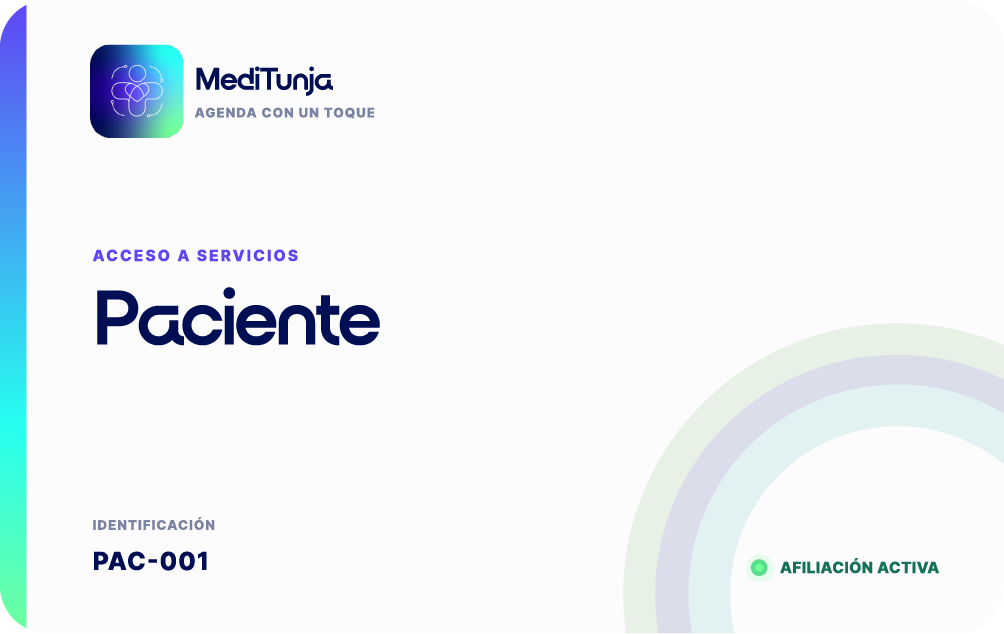 MediTunja
AGENDA CON UN TOQUE
ACCESO A SERVICIOS
Paciente
IDENTIFICACIÓN
PAC-001
AFILIACIÓN ACTIVA